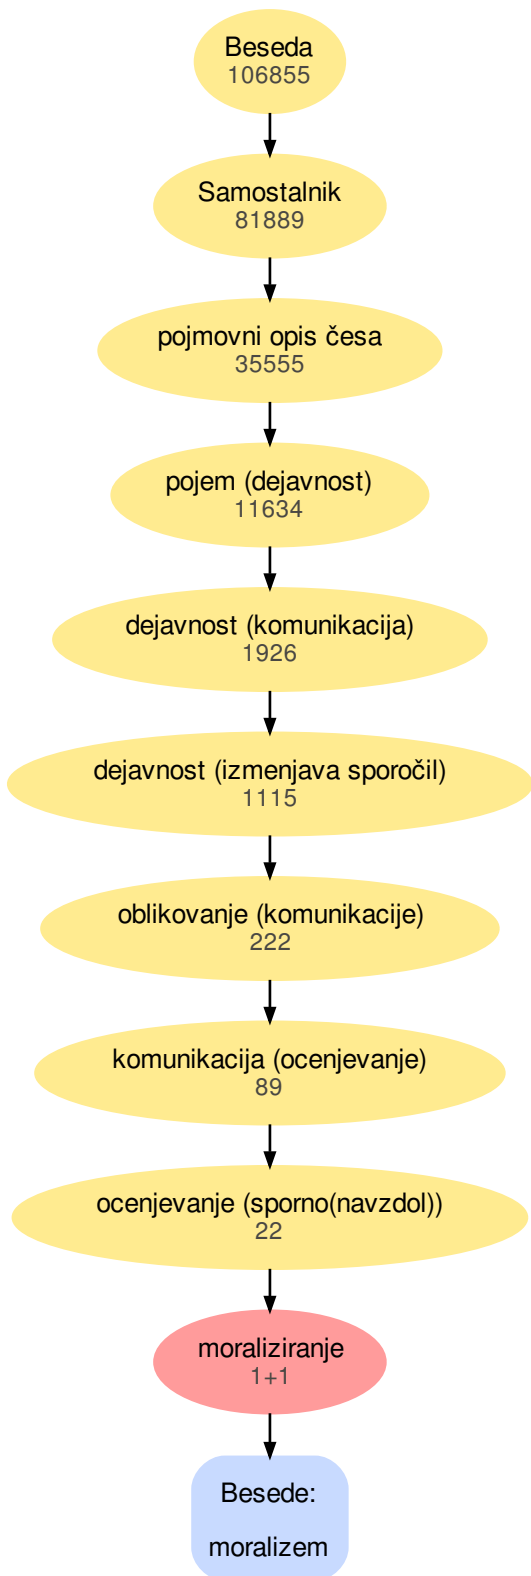 Beseda
106855
Samostalnik
81889
pojmovni opis česa
35555
pojem (dejavnost)
11634
dejavnost (komunikacija)
1926
dejavnost (izmenjava sporočil)
1115
oblikovanje (komunikacije)
222
komunikacija (ocenjevanje)
89
ocenjevanje (sporno(navzdol))
22
moraliziranje
1+1
Besede:
moralizem